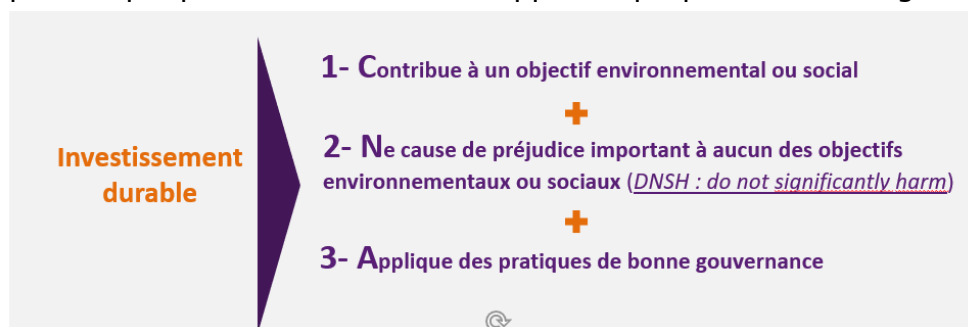 1- Contribue à un objectif environnemental ou social
+
Investissement
durable
2- Ne cause de préjudice important à aucun des objectifs
environnementaux ou sociaux (DNSH : do not significantly harm)
+
3- Applique des pratiques de bonne gouvernance